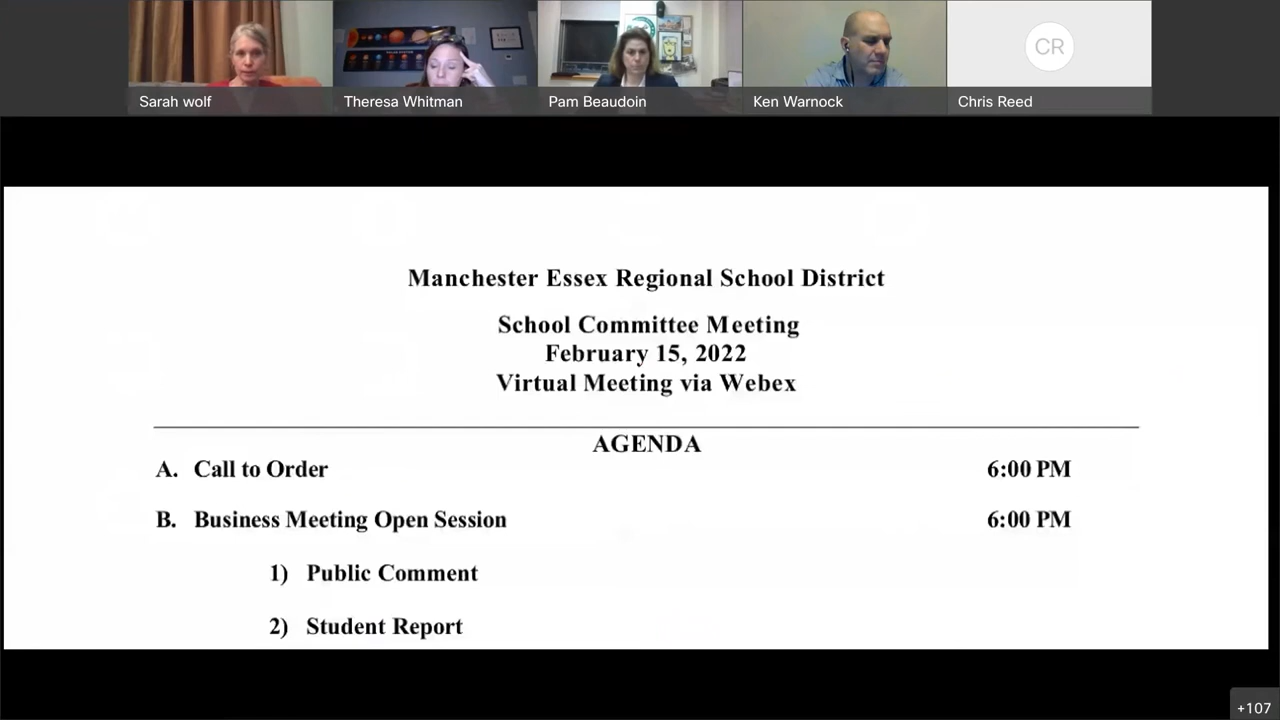 Sarah wolf
Theresa Whitman
Pam Beaudoin
Ken Warnock
CR
Chris Reed
Manchester Essex Regional School District
School Committee Meeting
February 15, 2022
Virtual Meeting via Webex
AGENDA
A. Call to Order 6:00 PM
B. Business Meeting Open Session 6:00 PM
1) Public Comment
2) Student Report
+107